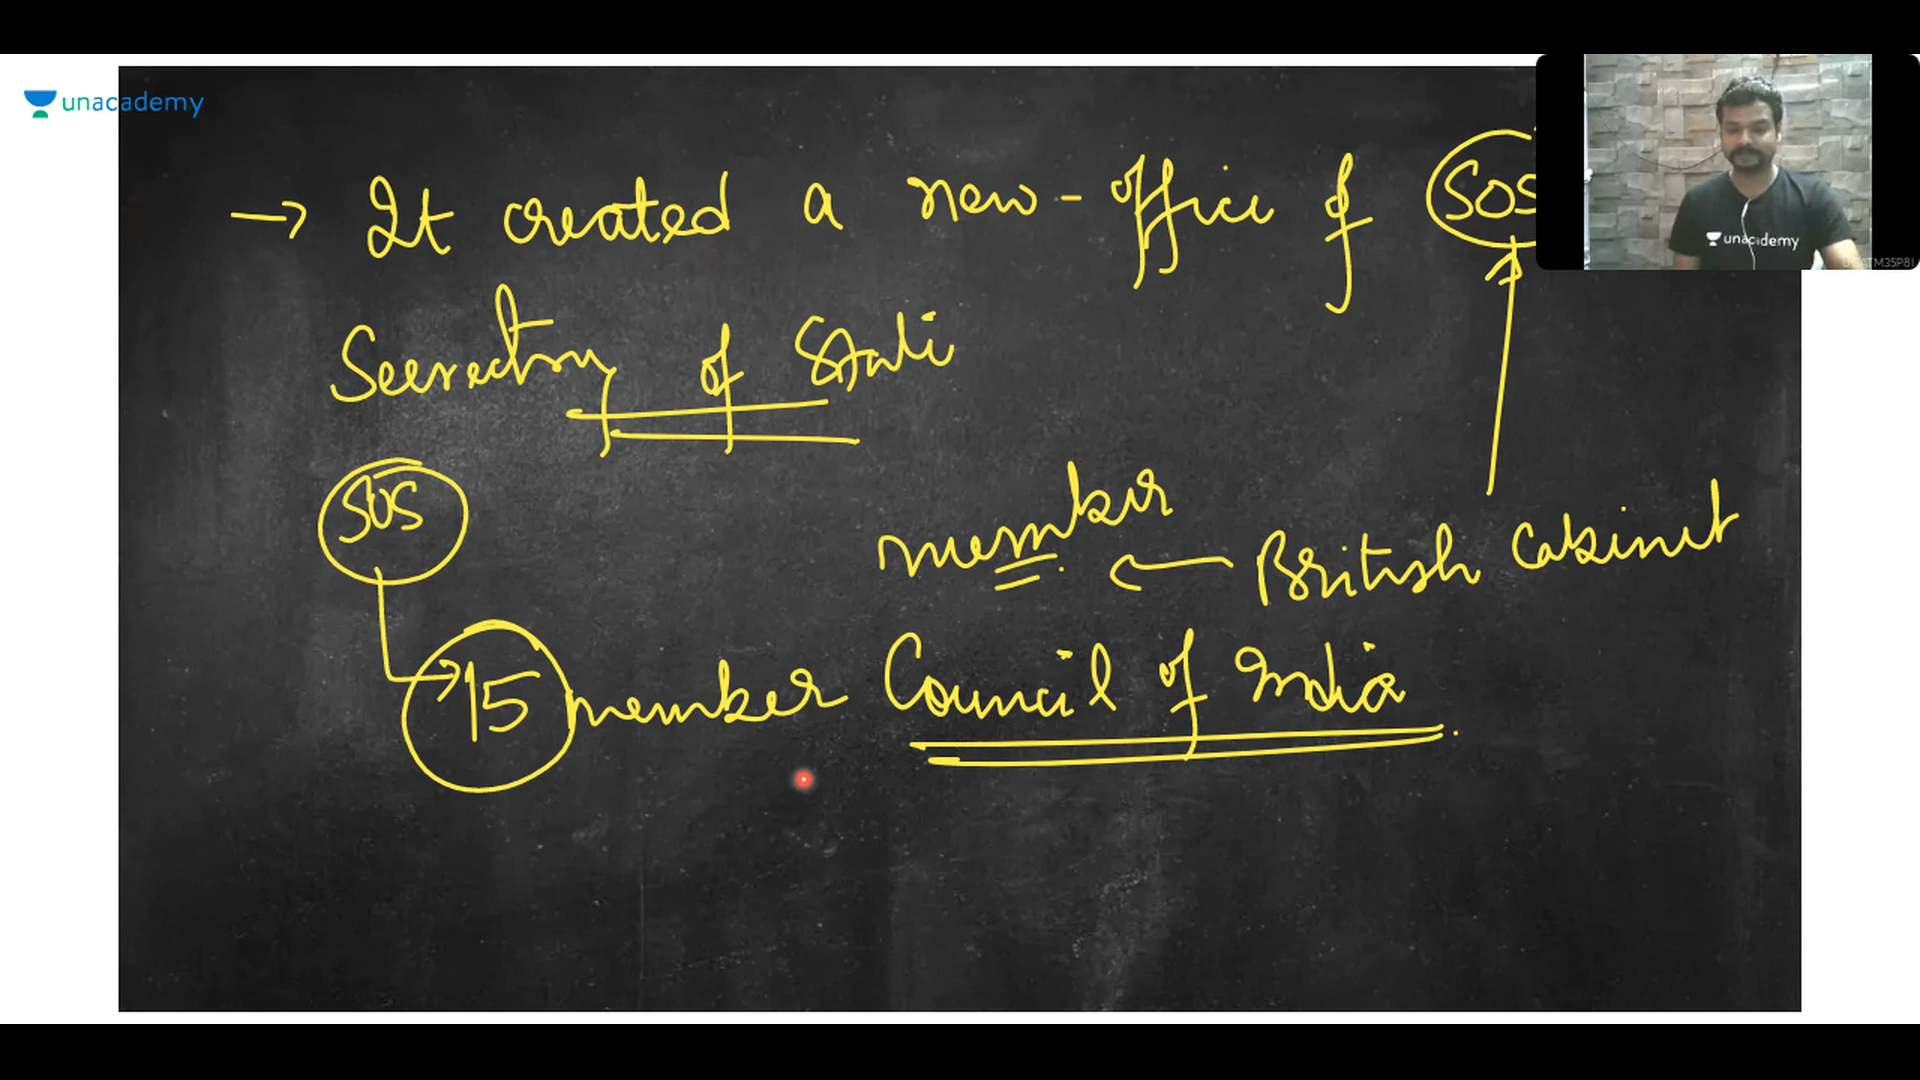 unacademy
→ It created a new-office of SOS
Secretary of State
SOS
member ← British Cabinet
15 member Council of India.
unacademy